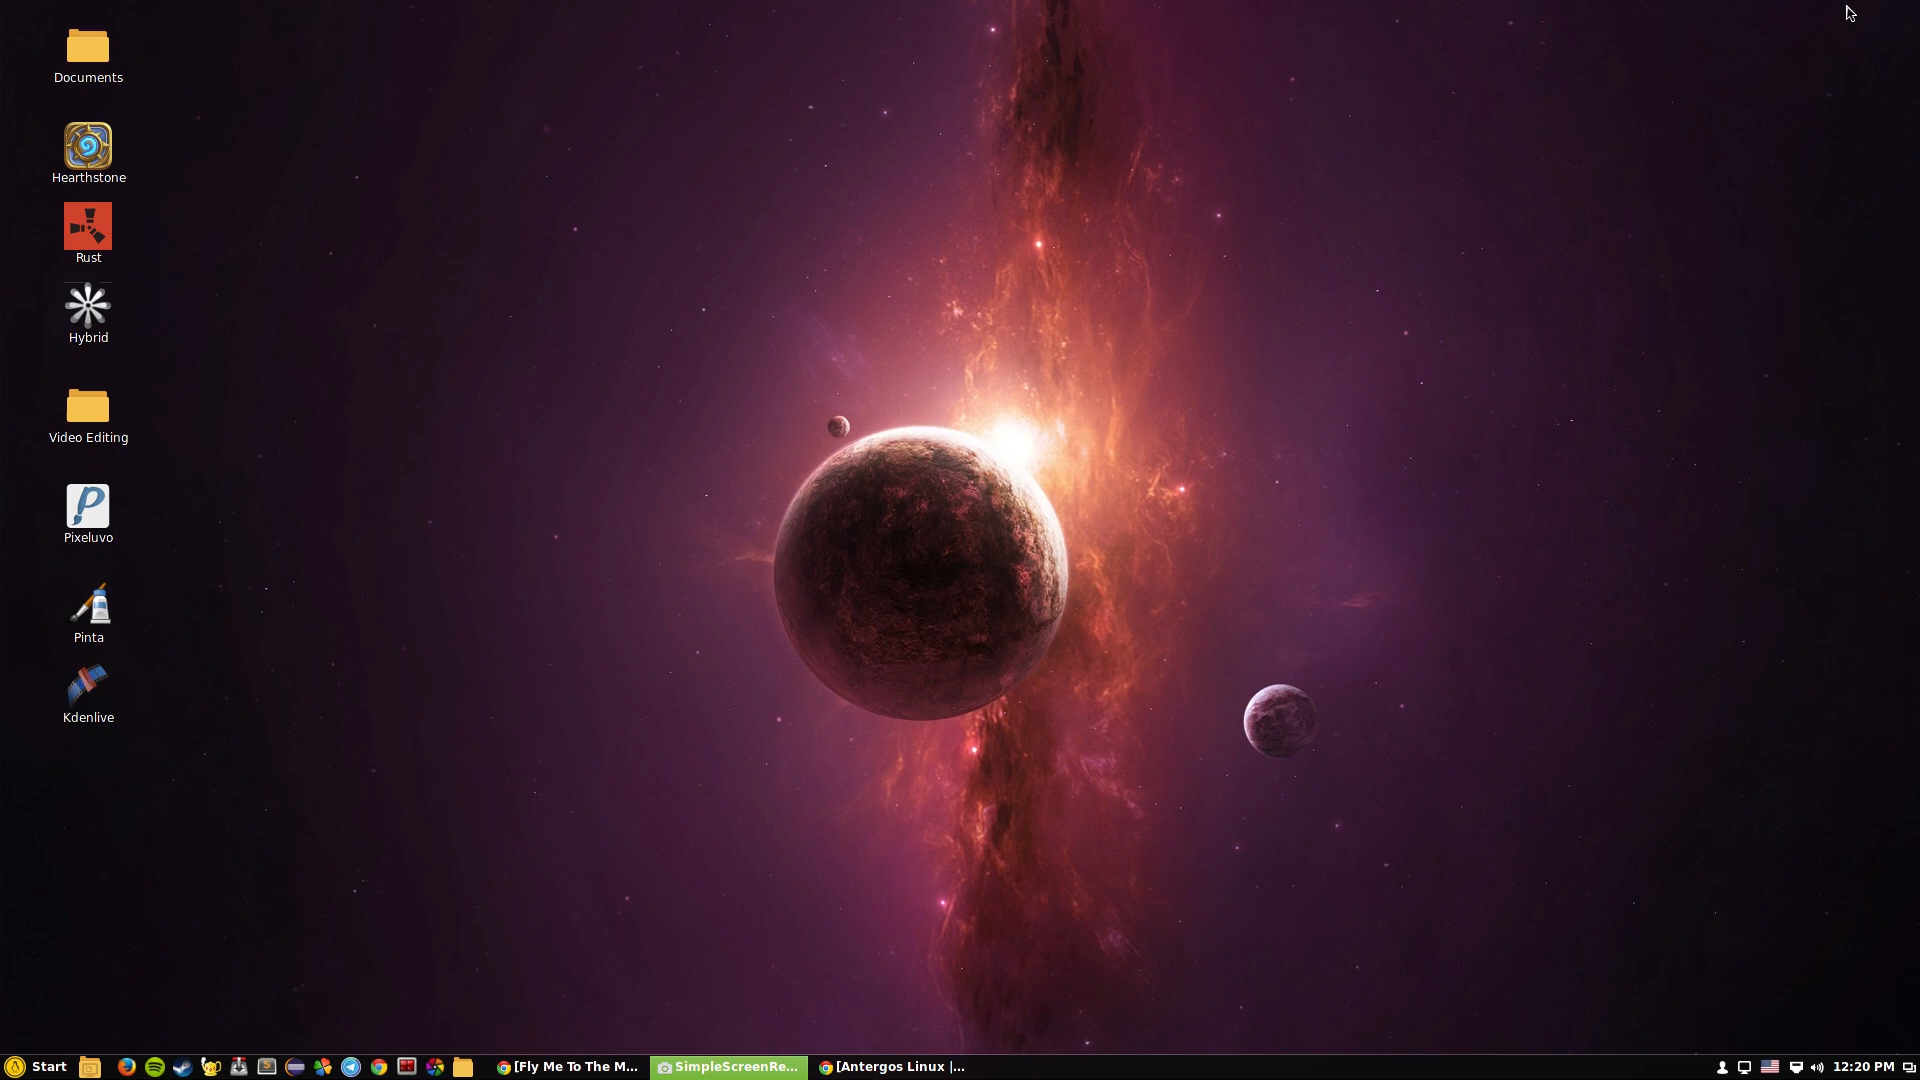 Documents
Hearthstone
Rust
Hybrid
Video Editing
Pixeluvo
Pinta
Kdenlive
Start
[Fly Me To The M...
SimpleScreenRe...
[Antergos Linux |...
12:20 PM